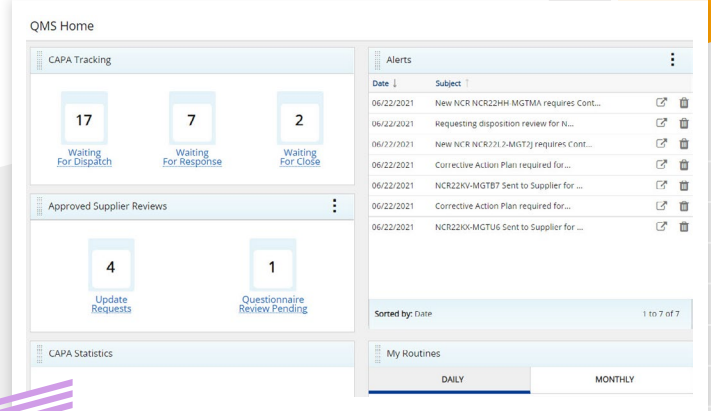 QMS Home
CAPA Tracking
17
Waiting
For Dispatch
7
Waiting
For Response
2
Waiting
For Close
Approved Supplier Reviews
4
Update
Requests
1
Questionnaire
Review Pending
CAPA Statistics
Alerts
Date ↓ Subject ↑
06/22/2021 New NCR NCR22HH-MGTMA requires Cont...
06/22/2021 Requesting disposition review for N...
06/22/2021 New NCR NCR22L2-MGT2J requires Cont...
06/22/2021 Corrective Action Plan required for...
06/22/2021 NCR22KV-MGTB7 Sent to Supplier for ...
06/22/2021 Corrective Action Plan required for...
06/22/2021 NCR22KX-MGTU6 Sent to Supplier for ...
Sorted by: Date 1 to 7 of 7
My Routines
DAILY MONTHLY